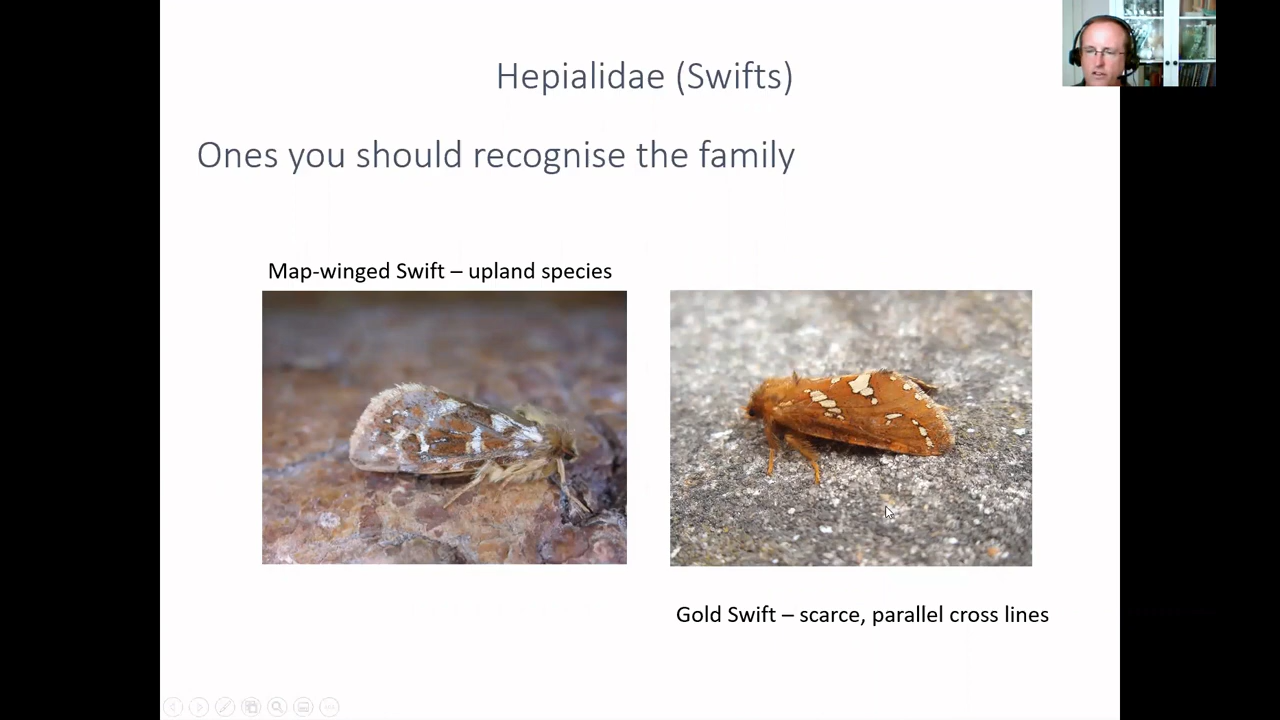 Hepialidae (Swifts)
Ones you should recognise the family
Map-winged Swift – upland species
Gold Swift – scarce, parallel cross lines